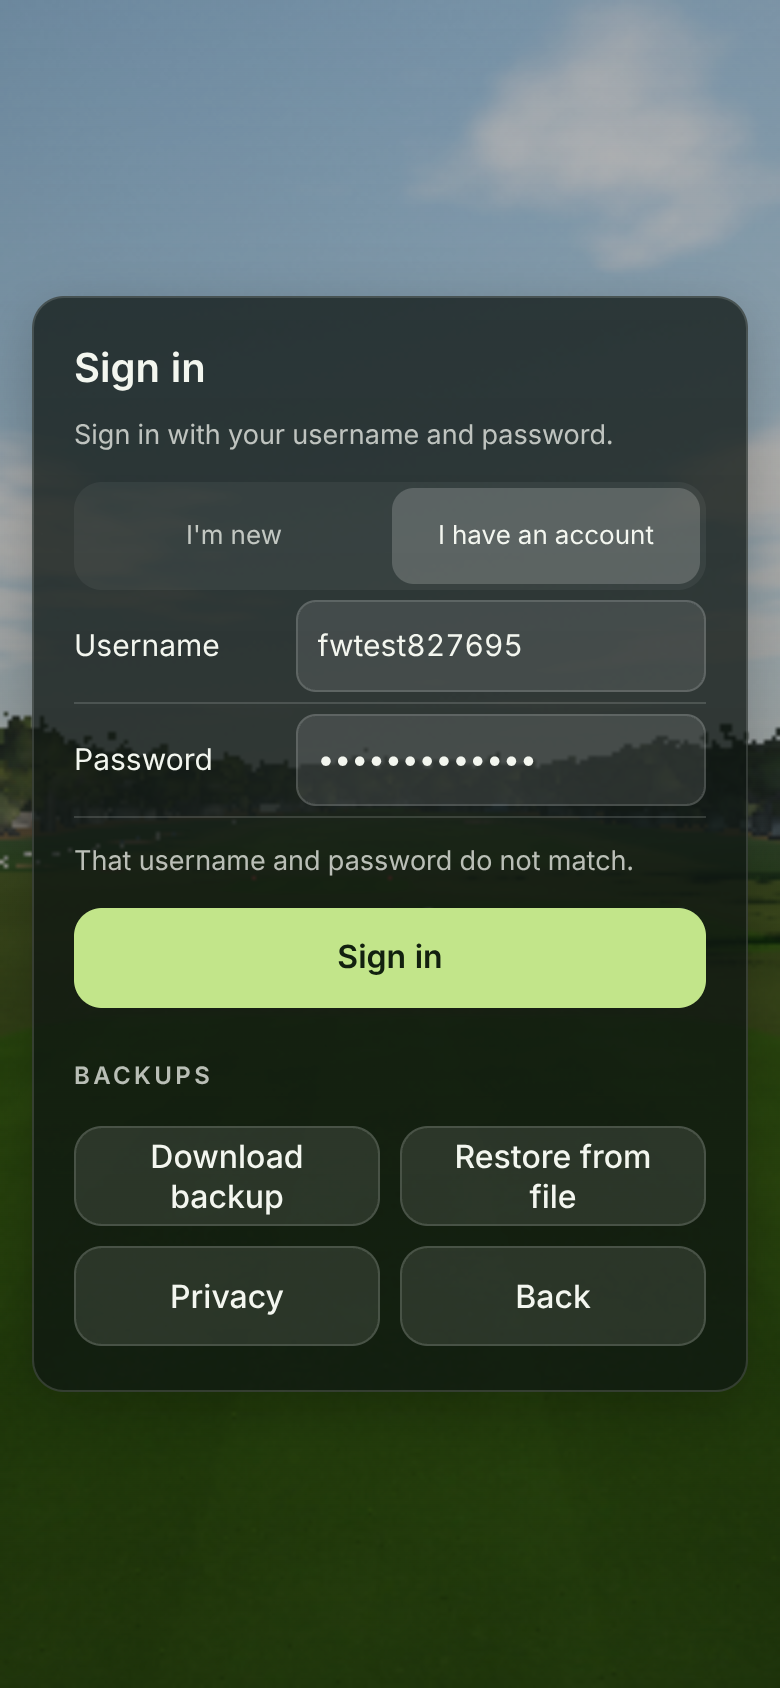 Sign in
Sign in with your username and password.
I'm new
I have an account
Username
fwtest827695
Password
•••••••••••••
That username and password do not match.
Sign in
BACKUPS
Download
backup
Restore from
file
Privacy
Back